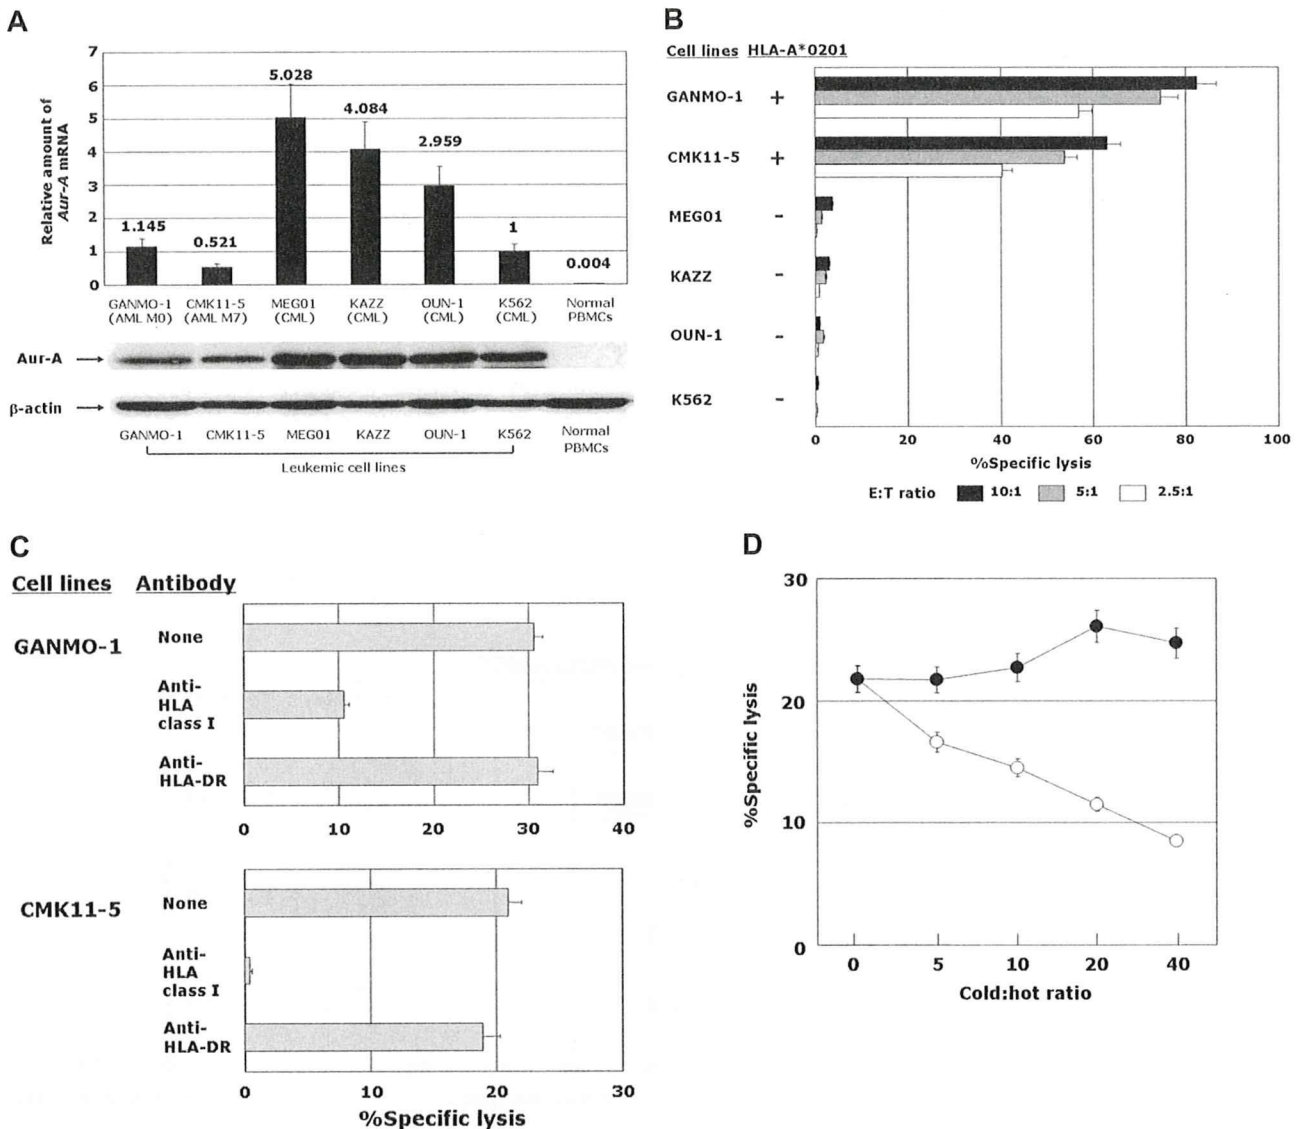 A
Relative amount of
Aur-A mRNA
7
6
5
4
3
2
1
0
1.145
0.521
5.028
4.084
2.959
1
0.004
GANMO-1 CMK11-5 MEG01 KAZZ OUN-1 K562 Normal
(AML M0) (AML M7) (CML) (CML) (CML) (CML) PBMCs
Aur-A
β-actin
GANMO-1 CMK11-5 MEG01 KAZZ OUN-1 K562 Normal
PBMCs
Leukemic cell lines
B
Cell lines HLA-A*0201
GANMO-1 +
CMK11-5 +
MEG01 -
KAZZ -
OUN-1 -
K562 -
0 20 40 60 80 100
%Specific lysis
E:T ratio 10:1 5:1 2.5:1
C
Cell lines Antibody
GANMO-1
None
Anti-
HLA
class I
Anti-
HLA-DR
0 10 20 30 40
CMK11-5
None
Anti-
HLA
class I
Anti-
HLA-DR
0 10 20 30
%Specific lysis
D
%Specific lysis
30
20
10
0
0 5 10 20 40
Cold:hot ratio